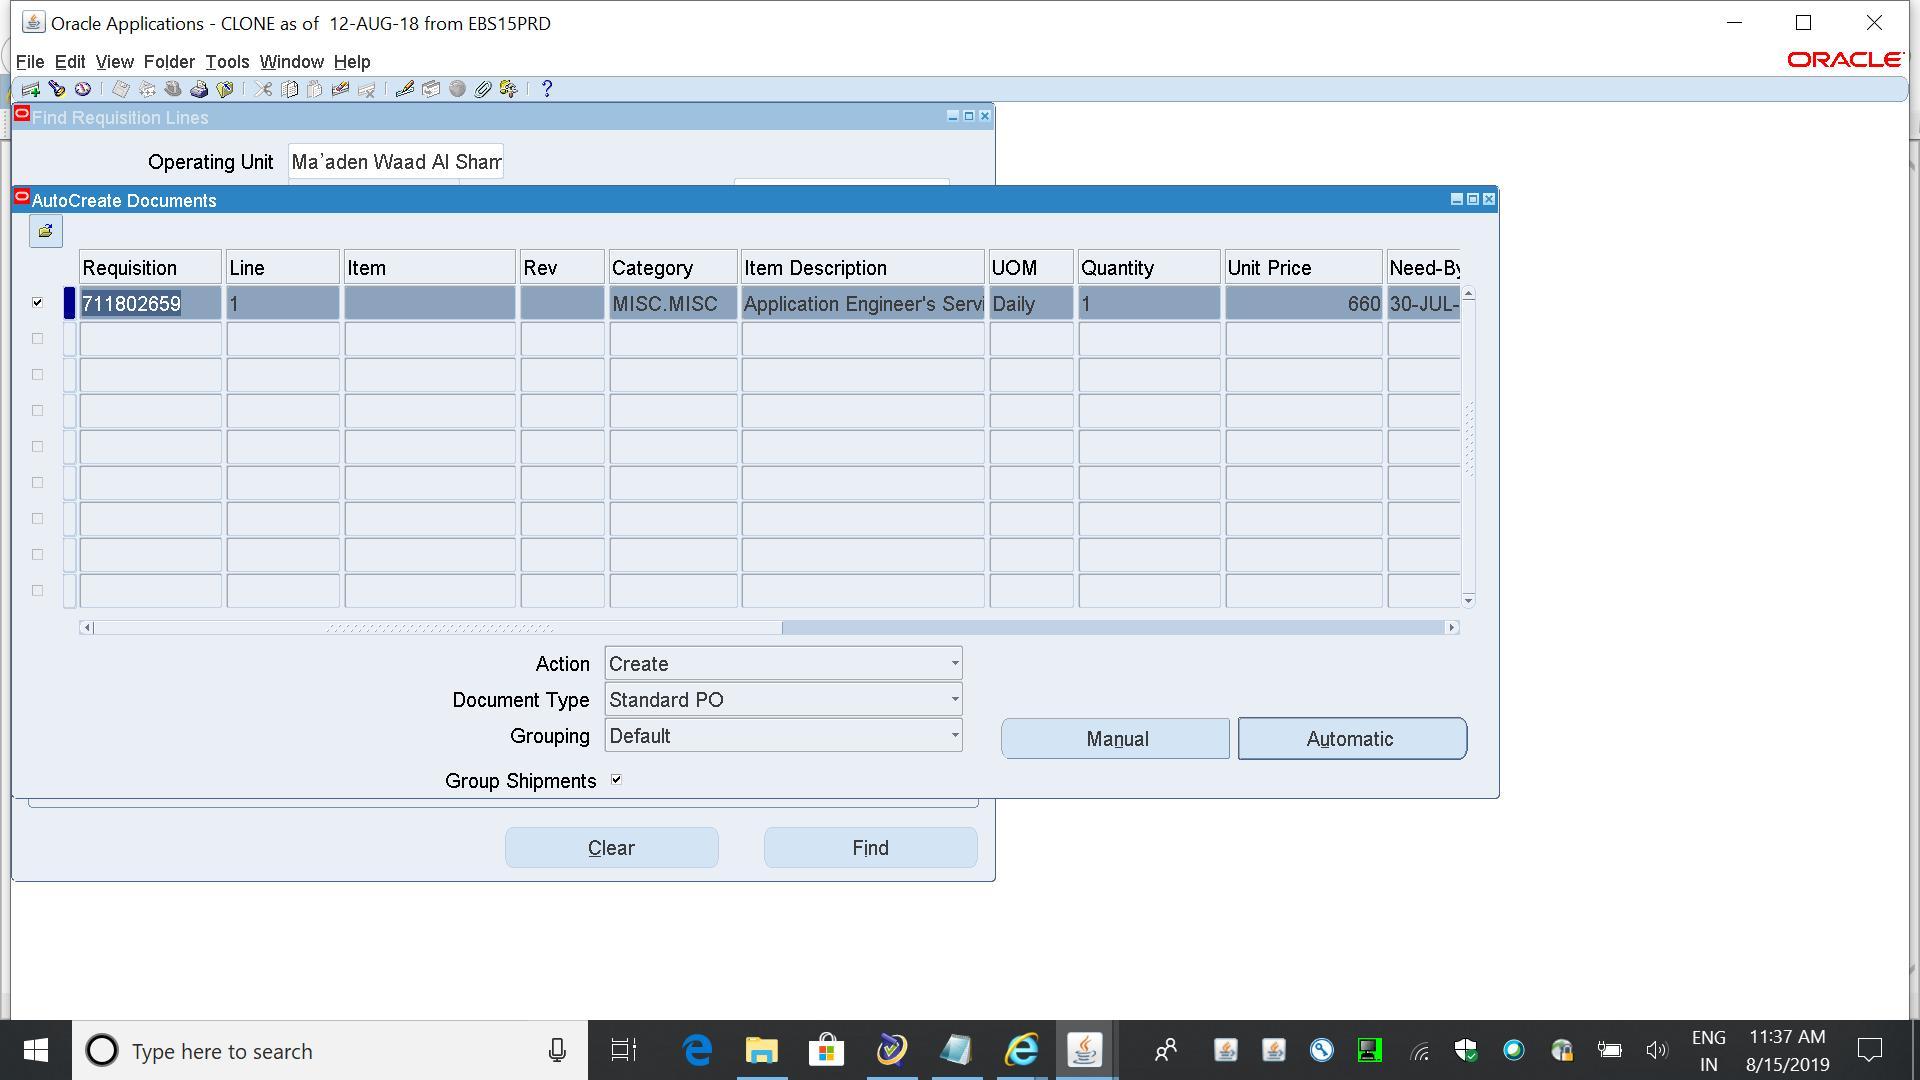 Oracle Applications - CLONE as of  12-AUG-18 from EBS15PRD
File Edit View Folder Tools Window Help
ORACLE
Find Requisition Lines
Operating Unit Ma'aden Waad Al Sham
AutoCreate Documents
Requisition Line Item Rev Category Item Description UOM Quantity Unit Price Need-By
711802659 1 MISC.MISC Application Engineer's Servi Daily 1 660 30-JUL-
Action Create
Document Type Standard PO
Grouping Default
Manual Automatic
Group Shipments
Clear Find
Type here to search
ENG 11:37 AM
IN 8/15/2019